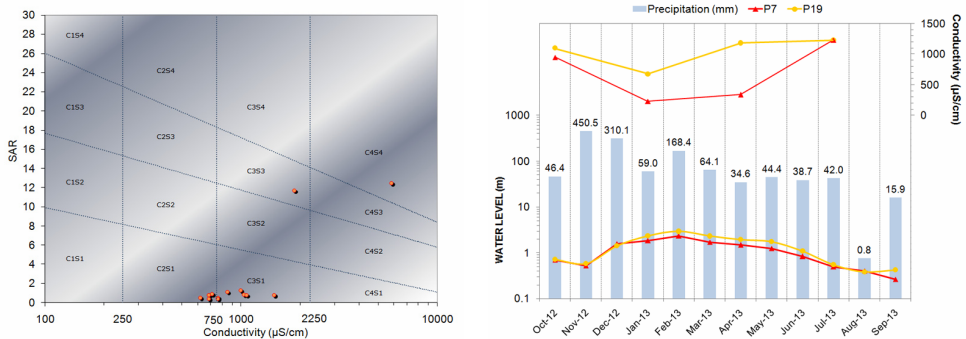 30
28
26
24
22
20
18
16
14
12
10
8
6
4
2
0
SAR
C1S4
C1S3
C1S2
C1S1
C2S4
C2S3
C2S2
C2S1
C3S4
C3S3
C3S2
C3S1
C4S4
C4S3
C4S2
C4S1
100 250 750 1000 2250 10000
Conductivity (µS/cm)
Precipitation (mm) P7 P19
1500
1000
500
0
Conductivity (µS/cm)
1000
100
10
1
0.1
WATER LEVEL (m)
46.4 450.5 310.1 59.0 168.4 64.1 34.6 44.4 38.7 42.0 0.8 15.9
Oct-12 Nov-12 Dec-12 Jan-13 Feb-13 Mar-13 Apr-13 May-13 Jun-13 Jul-13 Aug-13 Sep-13